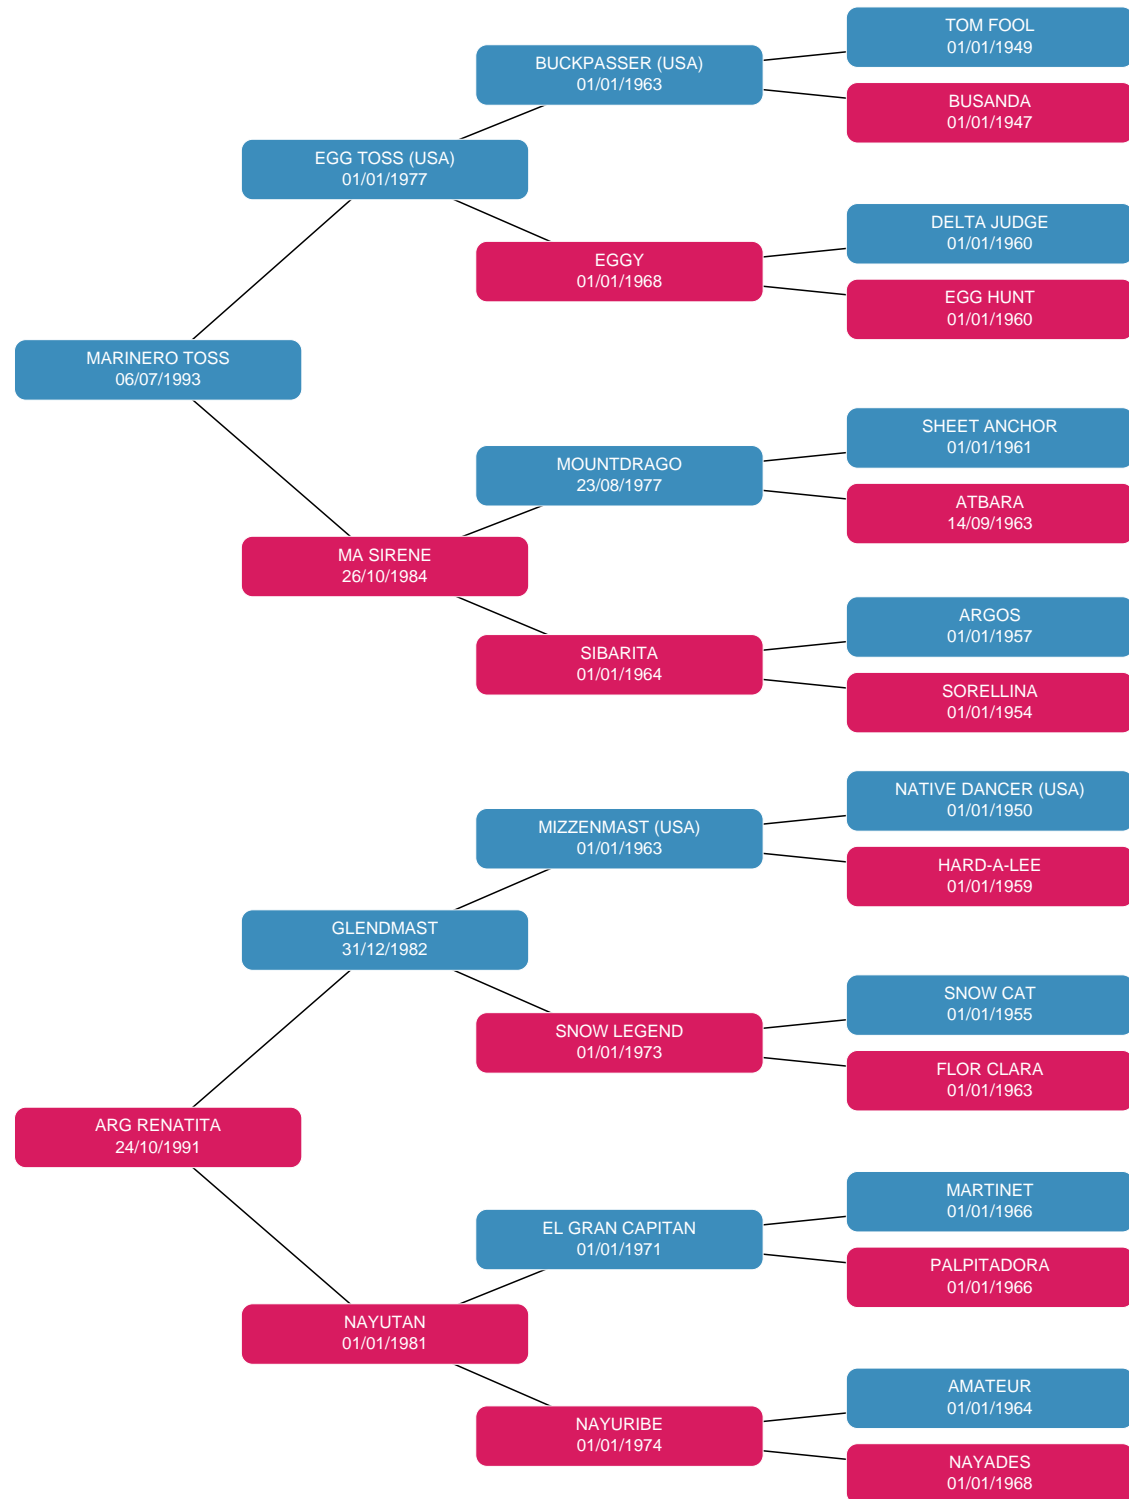 TOM FOOL
01/01/1949
BUCKPASSER (USA)
01/01/1963
BUSANDA
01/01/1947
EGG TOSS (USA)
01/01/1977
DELTA JUDGE
01/01/1960
EGGY
01/01/1968
EGG HUNT
01/01/1960
MARINERO TOSS
06/07/1993
SHEET ANCHOR
01/01/1961
MOUNTDRAGO
23/08/1977
ATBARA
14/09/1963
MA SIRENE
26/10/1984
ARGOS
01/01/1957
SIBARITA
01/01/1964
SORELLINA
01/01/1954
NATIVE DANCER (USA)
01/01/1950
MIZZENMAST (USA)
01/01/1963
HARD-A-LEE
01/01/1959
GLENDMAST
31/12/1982
SNOW CAT
01/01/1955
SNOW LEGEND
01/01/1973
FLOR CLARA
01/01/1963
ARG RENATITA
24/10/1991
MARTINET
01/01/1966
EL GRAN CAPITAN
01/01/1971
PALPITADORA
01/01/1966
NAYUTAN
01/01/1981
AMATEUR
01/01/1964
NAYURIBE
01/01/1974
NAYADES
01/01/1968